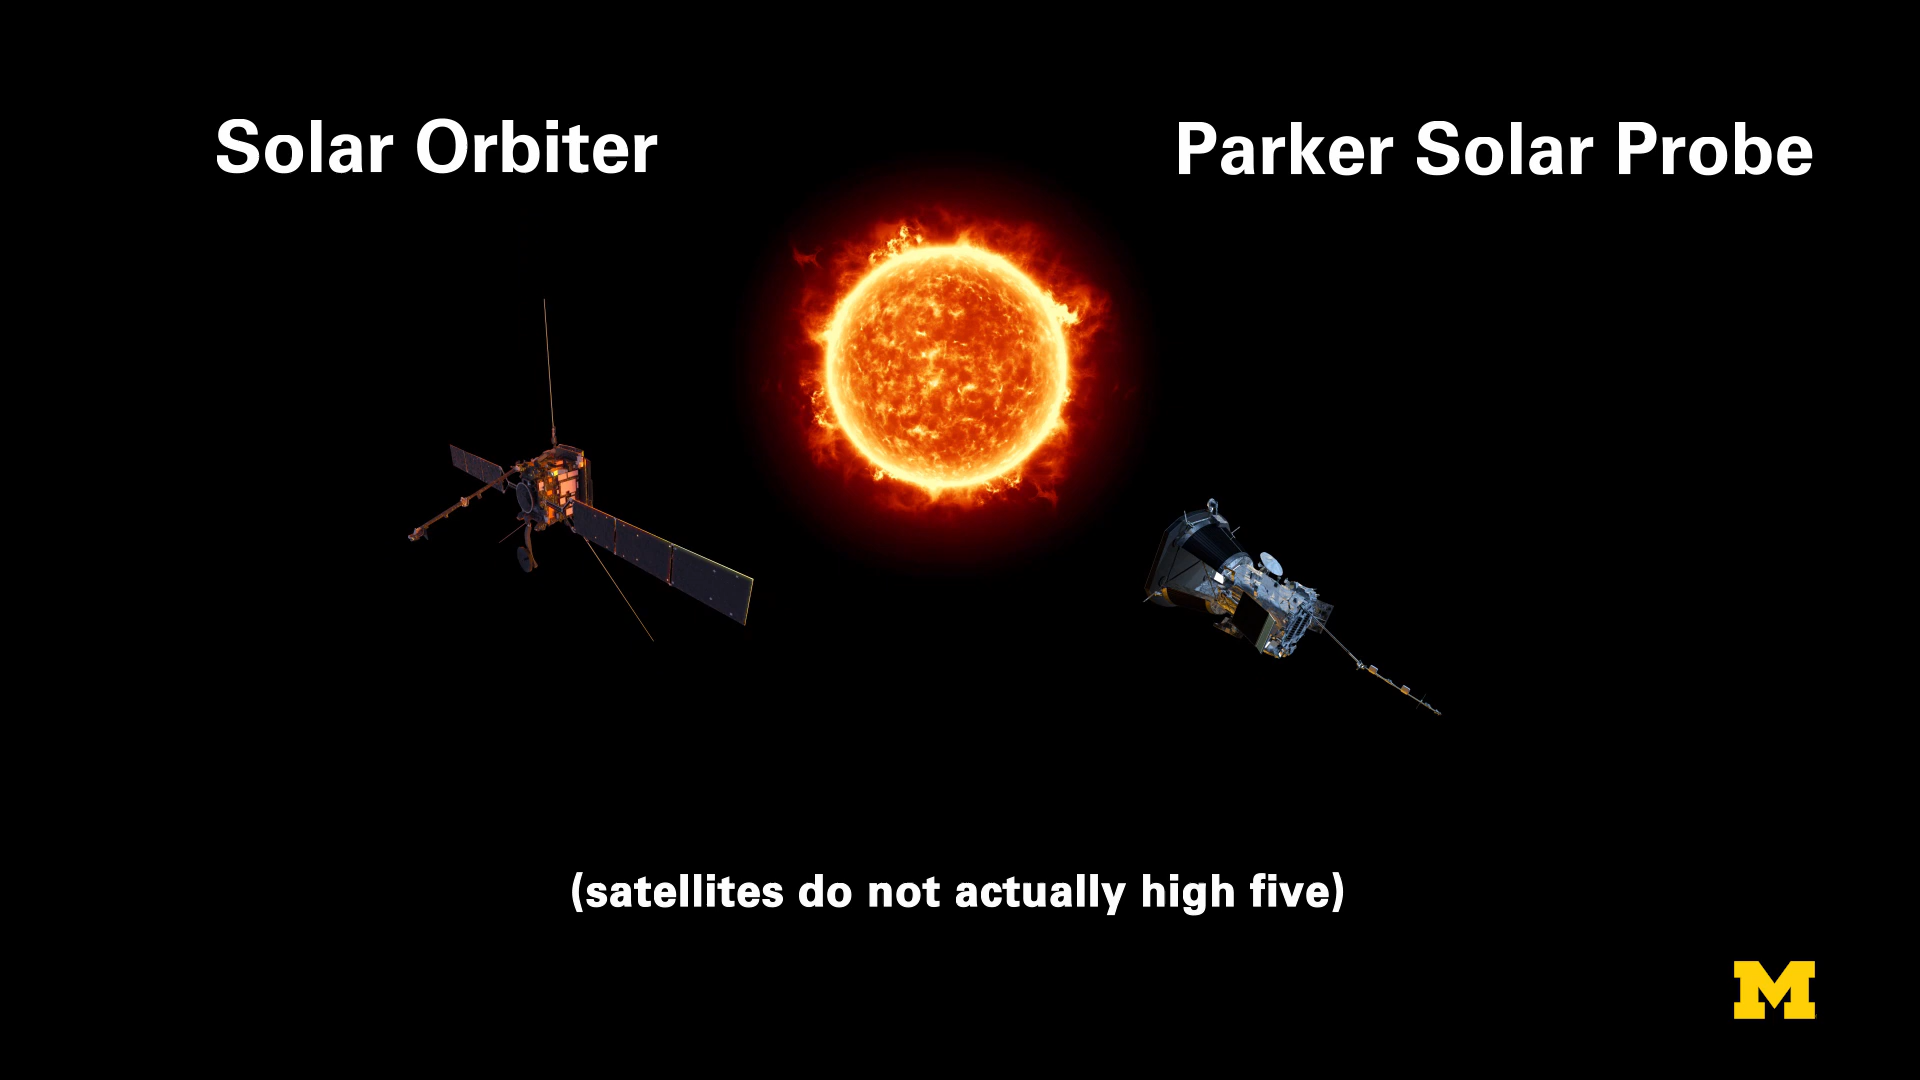 Solar Orbiter
Parker Solar Probe
(satellites do not actually high five)
M